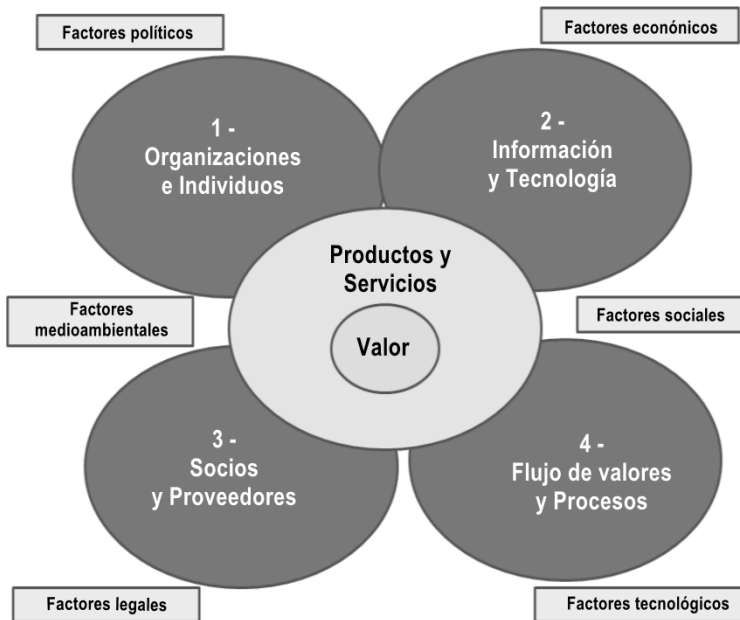 Factores políticos
Factores económicos
1 -
Organizaciones
e Individuos
2 -
Información
y Tecnología
Productos y
Servicios
Valor
Factores
medioambientales
Factores sociales
3 -
Socios
y Proveedores
4 -
Flujo de valores
y Procesos
Factores legales
Factores tecnológicos